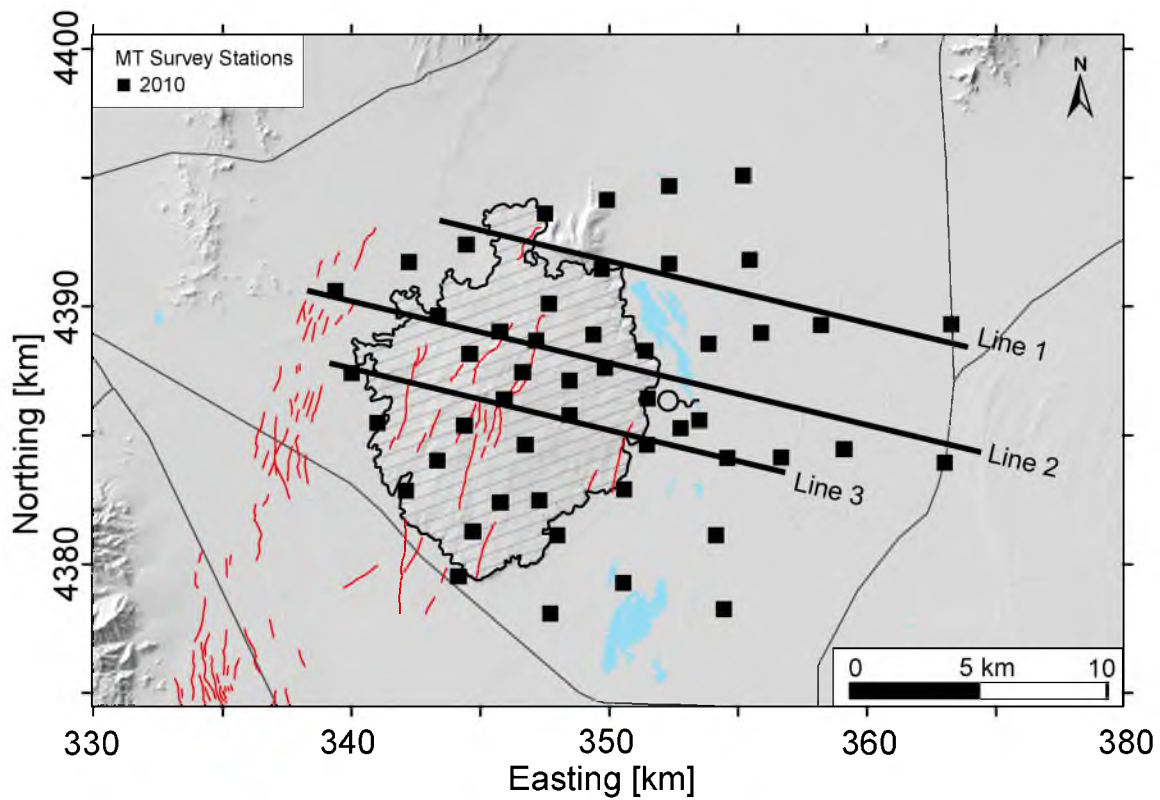 MT Survey Stations
2010
N
4400
4390
4380
Northing [km]
Line 1
Line 2
Line 3
0 5 km 10
330 340 350 360 380
Easting [km]